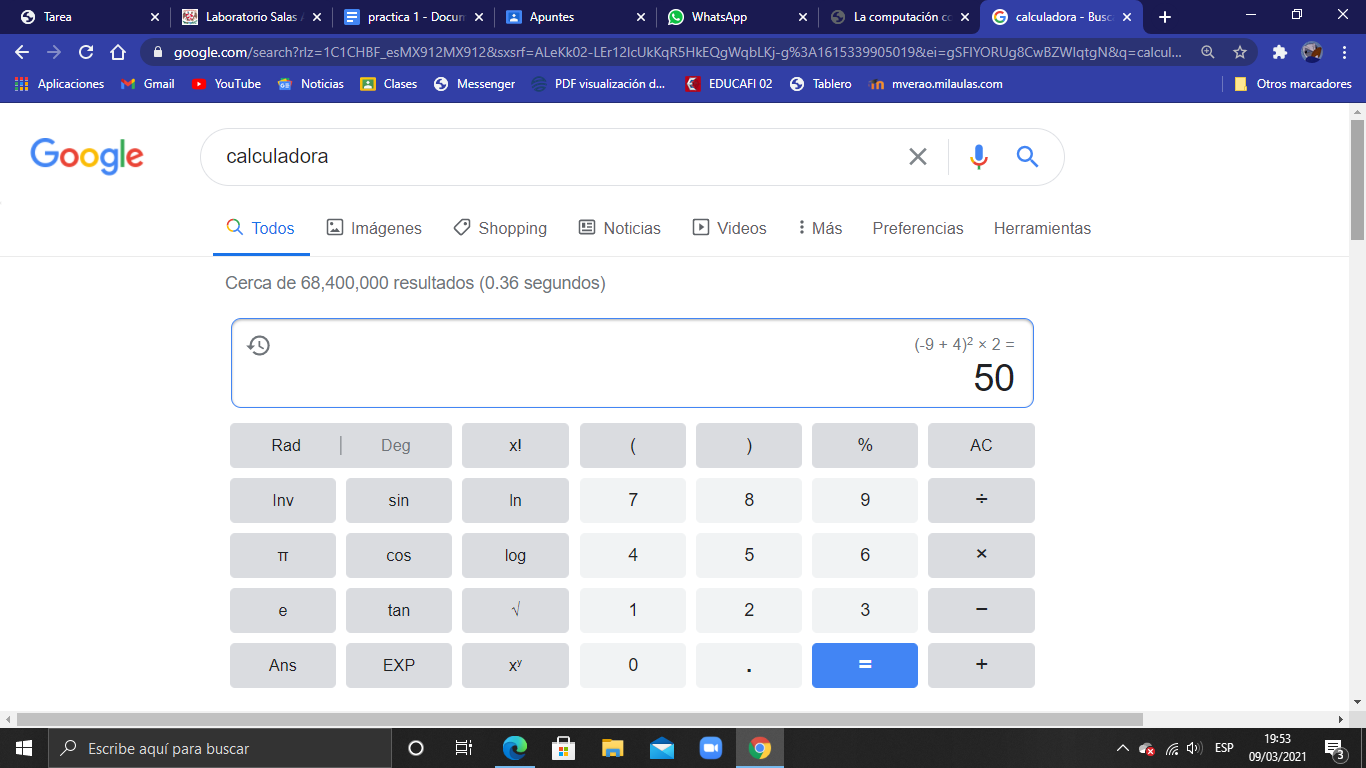 Tarea
Laboratorio Salas A
practica 1 - Docum
Apuntes
WhatsApp
La computación co
calculadora - Busc
google.com/search?rlz=1C1CHBF_esMX912MX912&sxsrf=ALeKk02-LEr12IcUkKqR5HkEQgWqbLKj-g%3A1615339905019&ei=gSFIYORUg8CwBZWIqtgN&q=calcul...
Aplicaciones
Gmail
YouTube
Noticias
Clases
Messenger
PDF visualización d...
EDUCAFI 02
Tablero
mverao.milaulas.com
Otros marcadores
Google
calculadora
Todos
Imágenes
Shopping
Noticias
Videos
Más
Preferencias
Herramientas
Cerca de 68,400,000 resultados (0.36 segundos)
(-9 + 4)² × 2 =
50
Rad | Deg x! ( ) % AC
Inv sin ln 7 8 9 ÷
π cos log 4 5 6 ×
e tan √ 1 2 3 −
Ans EXP xʸ 0 . = +
Escribe aquí para buscar
ESP
19:53
09/03/2021
3